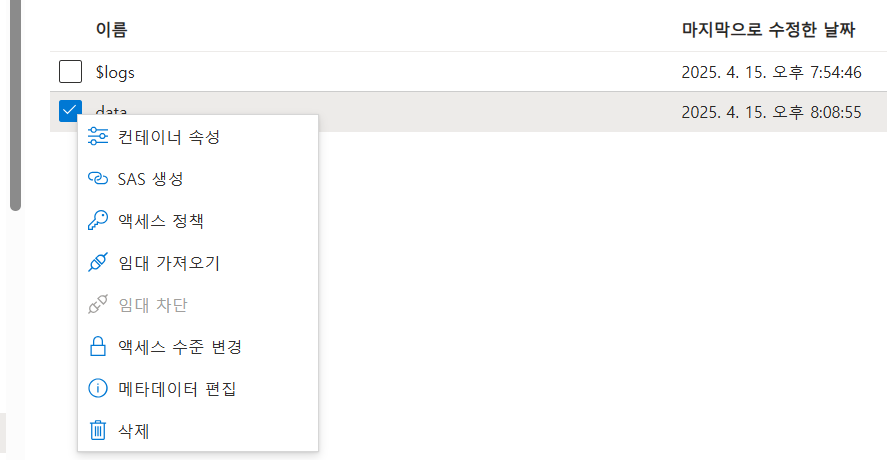 이름 마지막으로 수정한 날짜
$logs 2025. 4. 15. 오후 7:54:46
data 2025. 4. 15. 오후 8:08:55
컨테이너 속성
SAS 생성
액세스 정책
임대 가져오기
임대 차단
액세스 수준 변경
메타데이터 편집
삭제